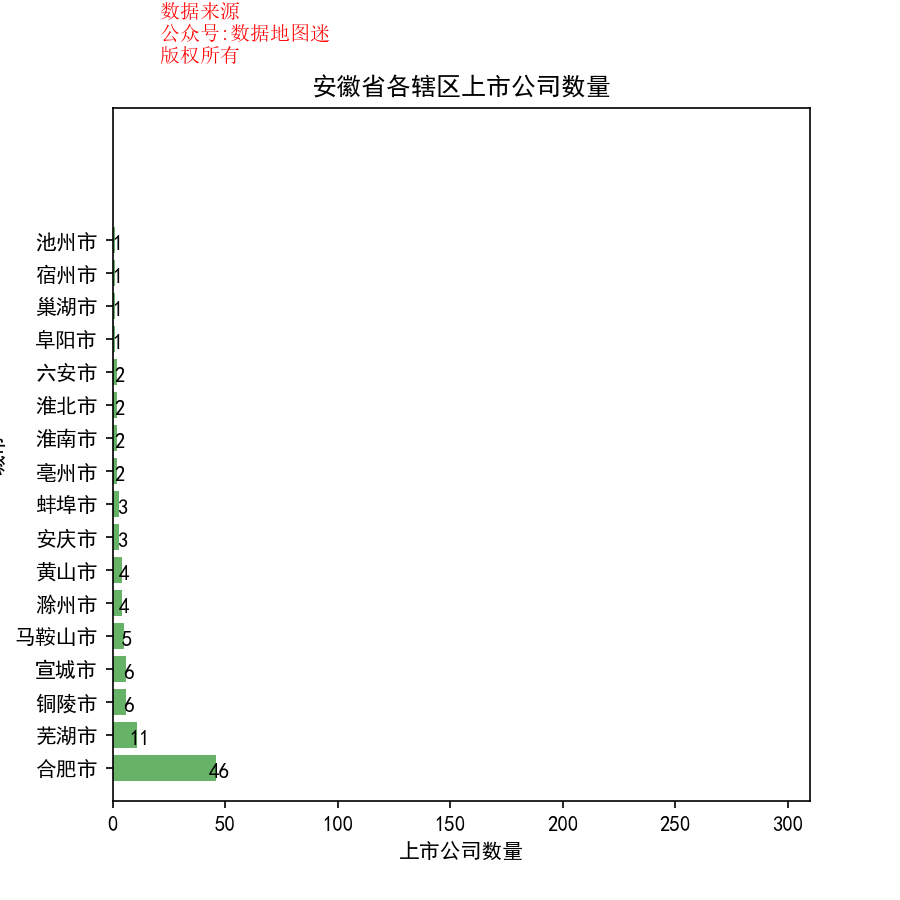 数据来源
公众号:数据地图迷
版权所有
安徽省各辖区上市公司数量
池州市 1
宿州市 1
巢湖市 1
阜阳市 1
六安市 2
淮北市 2
淮南市 2
亳州市 2
蚌埠市 3
安庆市 3
黄山市 4
滁州市 4
马鞍山市 5
宣城市 6
铜陵市 6
芜湖市 11
合肥市 46
0 50 100 150 200 250 300
上市公司数量